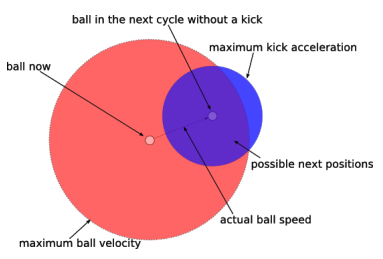 ball in the next cycle without a kick
maximum kick acceleration
ball now
possible next positions
actual ball speed
maximum ball velocity